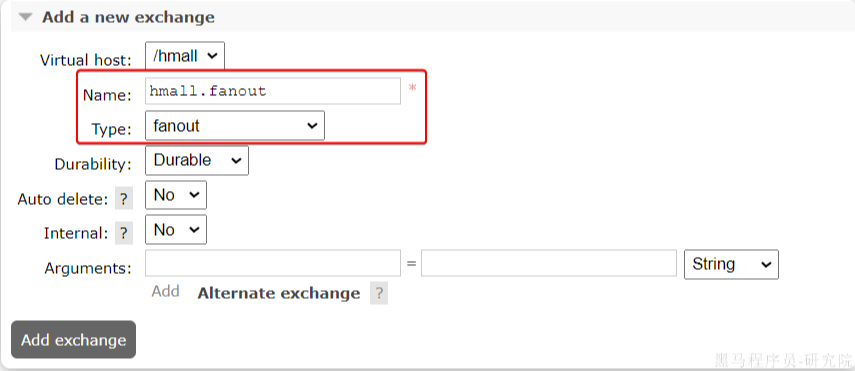 Add a new exchange
Virtual host: /hmall
Name: hmall.fanout *
Type: fanout
Durability: Durable
Auto delete: ? No
Internal: ? No
Arguments: = String
Add Alternate exchange ?
Add exchange
黑马程序员-研究院